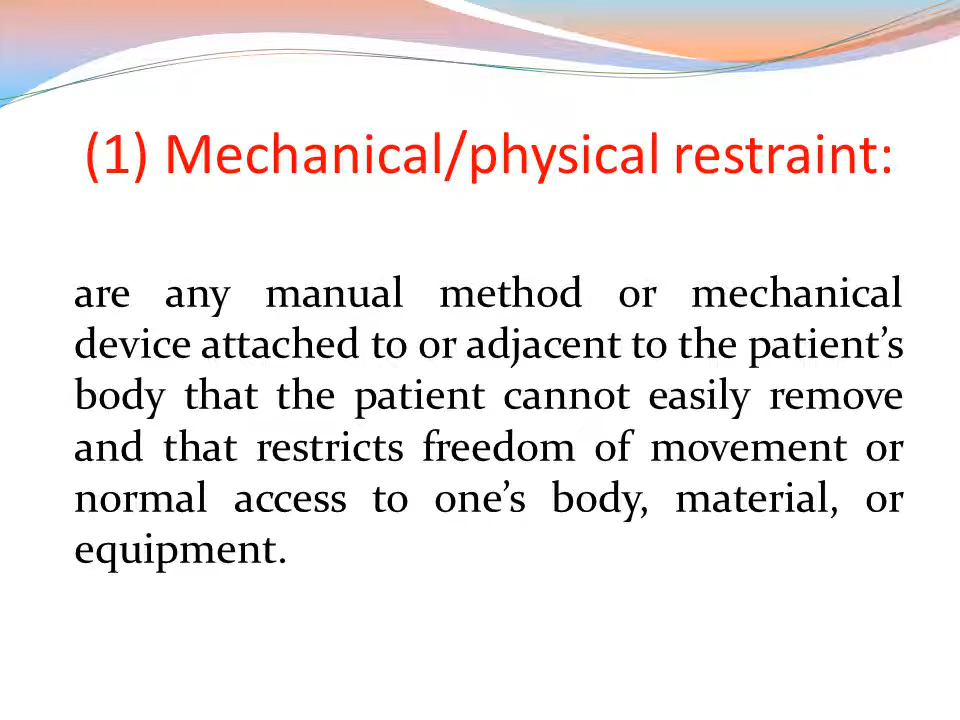 (1) Mechanical/physical restraint:
are any manual method or mechanical
device attached to or adjacent to the patient’s
body that the patient cannot easily remove
and that restricts freedom of movement or
normal access to one’s body, material, or
equipment.